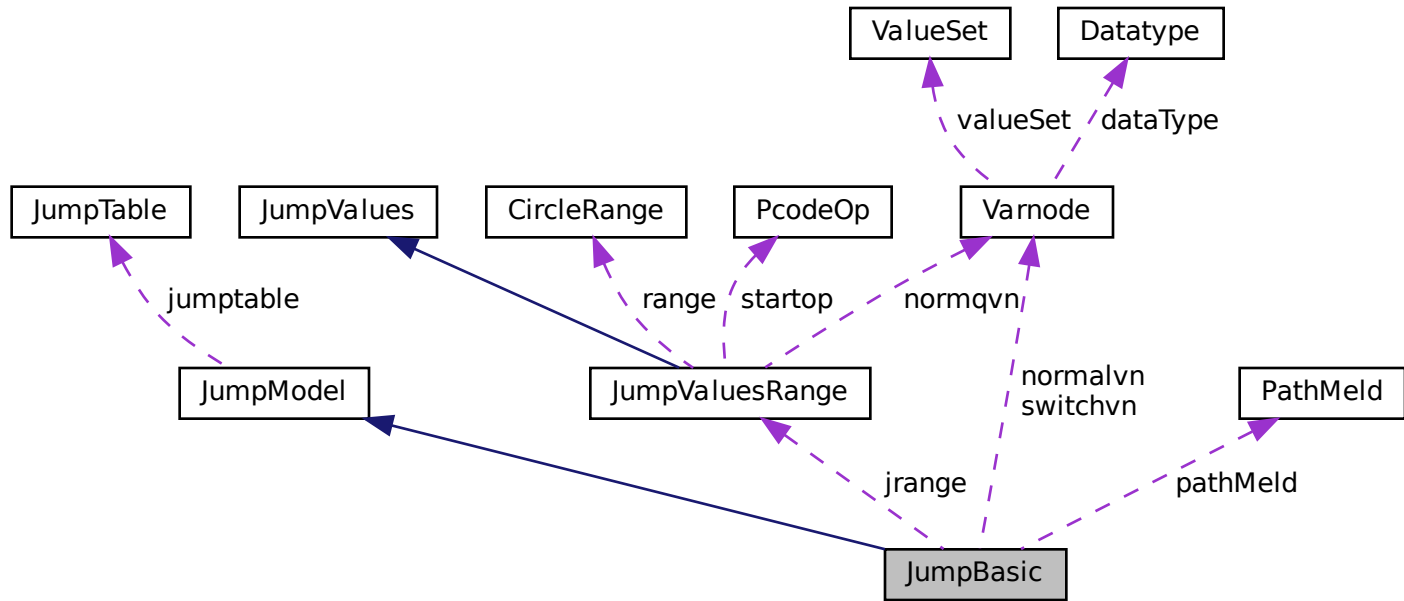 ValueSet
Datatype
valueSet
dataType
JumpTable
JumpValues
CircleRange
PcodeOp
Varnode
jumptable
range
startop
normqvn
JumpModel
JumpValuesRange
normalvn
switchvn
PathMeld
jrange
pathMeld
JumpBasic